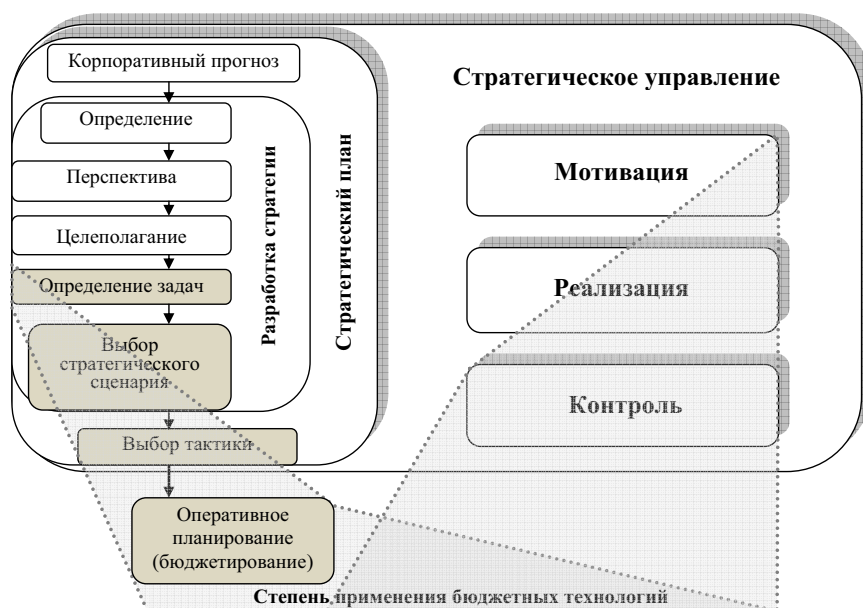 Корпоративный прогноз
Определение
Перспектива
Целеполагание
Определение задач
Выбор
стратегического
сценария
Выбор тактики
Оперативное
планирование
(бюджетирование)
Разработка стратегии
Стратегический план
Стратегическое управление
Мотивация
Реализация
Контроль
Степень применения бюджетных технологий